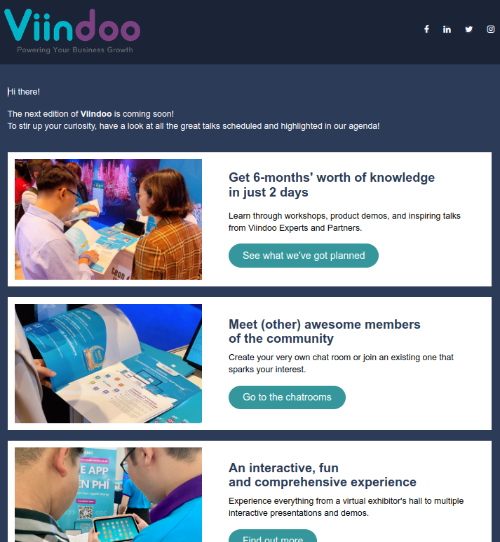 Viindoo
Powering Your Business Growth
Hi there!
The next edition of Viindoo is coming soon!
To stir up your curiosity, have a look at all the great talks scheduled and highlighted in our agenda!
Get 6-months' worth of knowledge
in just 2 days
Learn through workshops, product demos, and inspiring talks
from Viindoo Experts and Partners.
See what we've got planned
Meet (other) awesome members
of the community
Create your very own chat room or join an existing one that
sparks your interest.
Go to the chatrooms
E APP
ỄN PHÍ
An interactive, fun
and comprehensive experience
Experience everything from a virtual exhibitor's hall to multiple
interactive presentations and demos.
Find out more